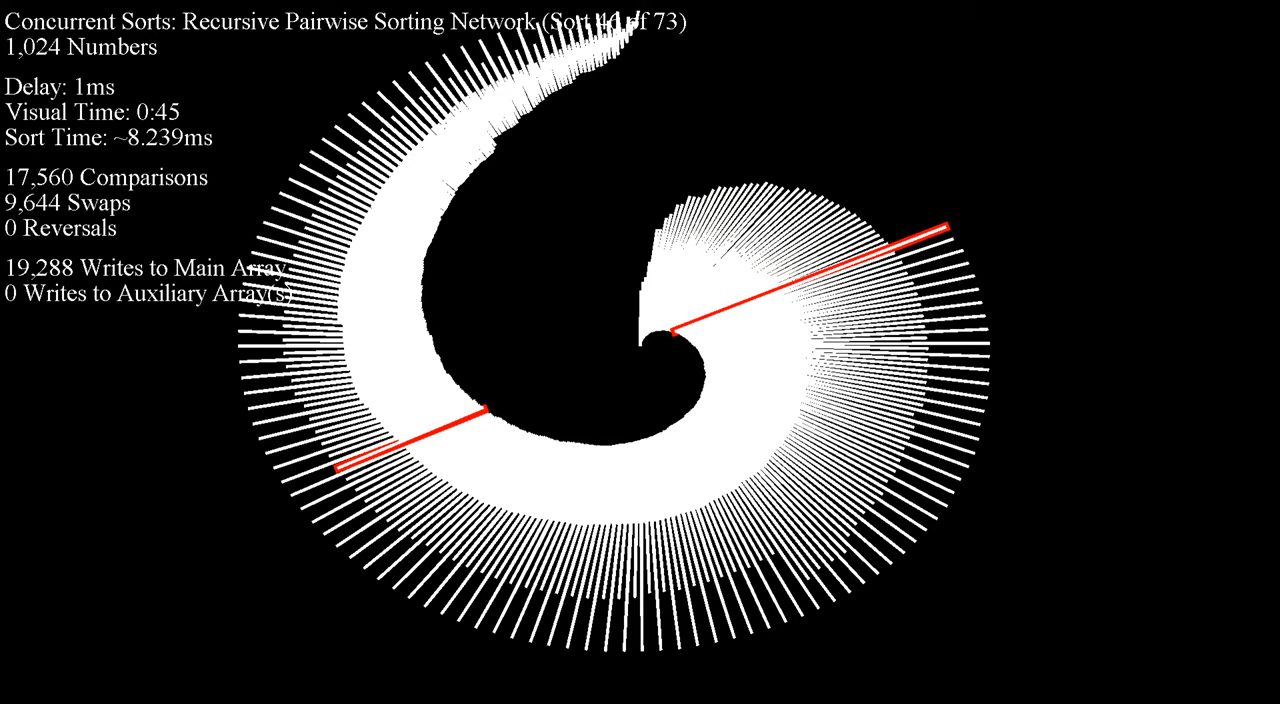 Concurrent Sorts: Recursive Pairwise Sorting Network (Sort 46 of 73)
1,024 Numbers
Delay: 1ms
Visual Time: 0:45
Sort Time: ~8.239ms
17,560 Comparisons
9,644 Swaps
0 Reversals
19,288 Writes to Main Array
0 Writes to Auxiliary Array(s)